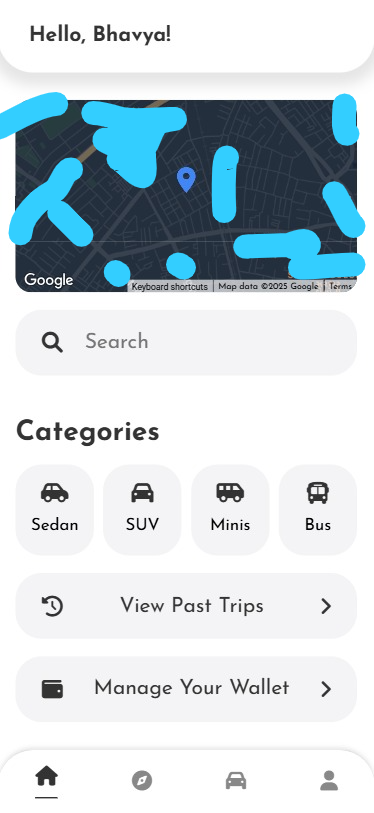 Hello, Bhavya!
Google
Keyboard shortcuts
Map data ©2025 Google
Terms
Search
Categories
Sedan
SUV
Minis
Bus
View Past Trips
Manage Your Wallet